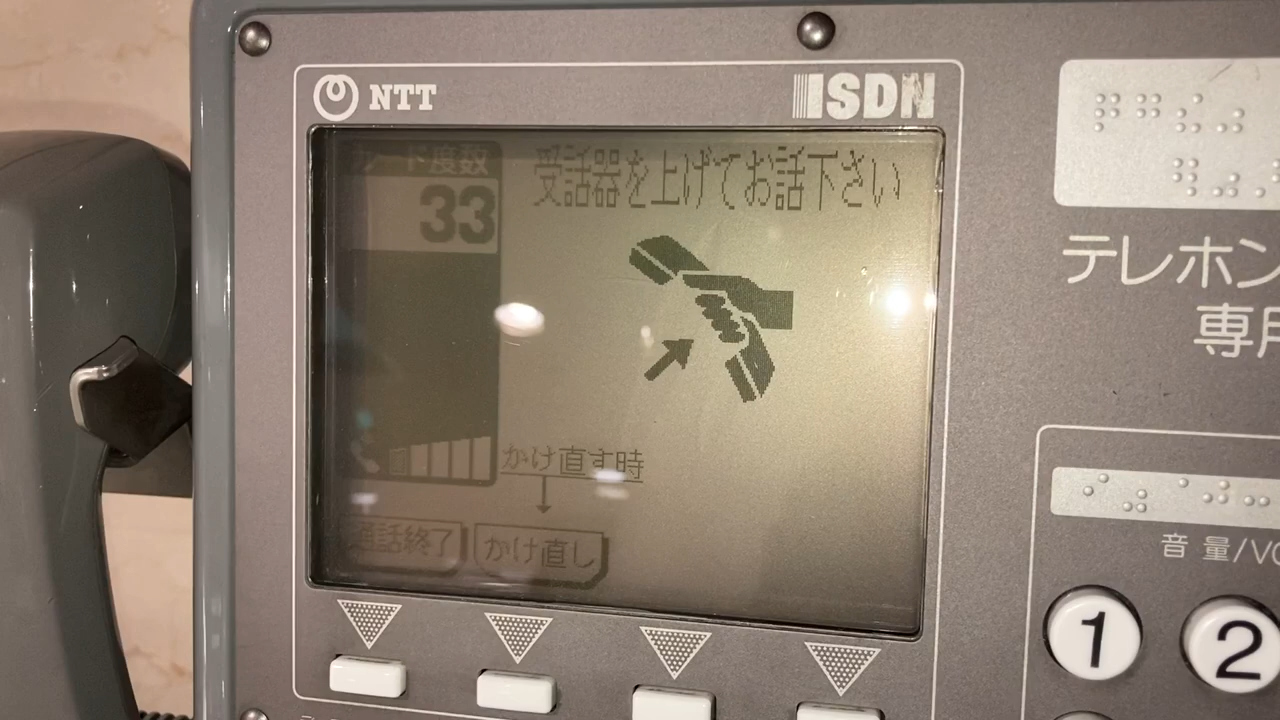 NTT
ISDN
カード度数
33
受話器を上げてお話下さい
かけ直す時
通話終了
かけ直し
テレホン
専用
音量/VO
1
2